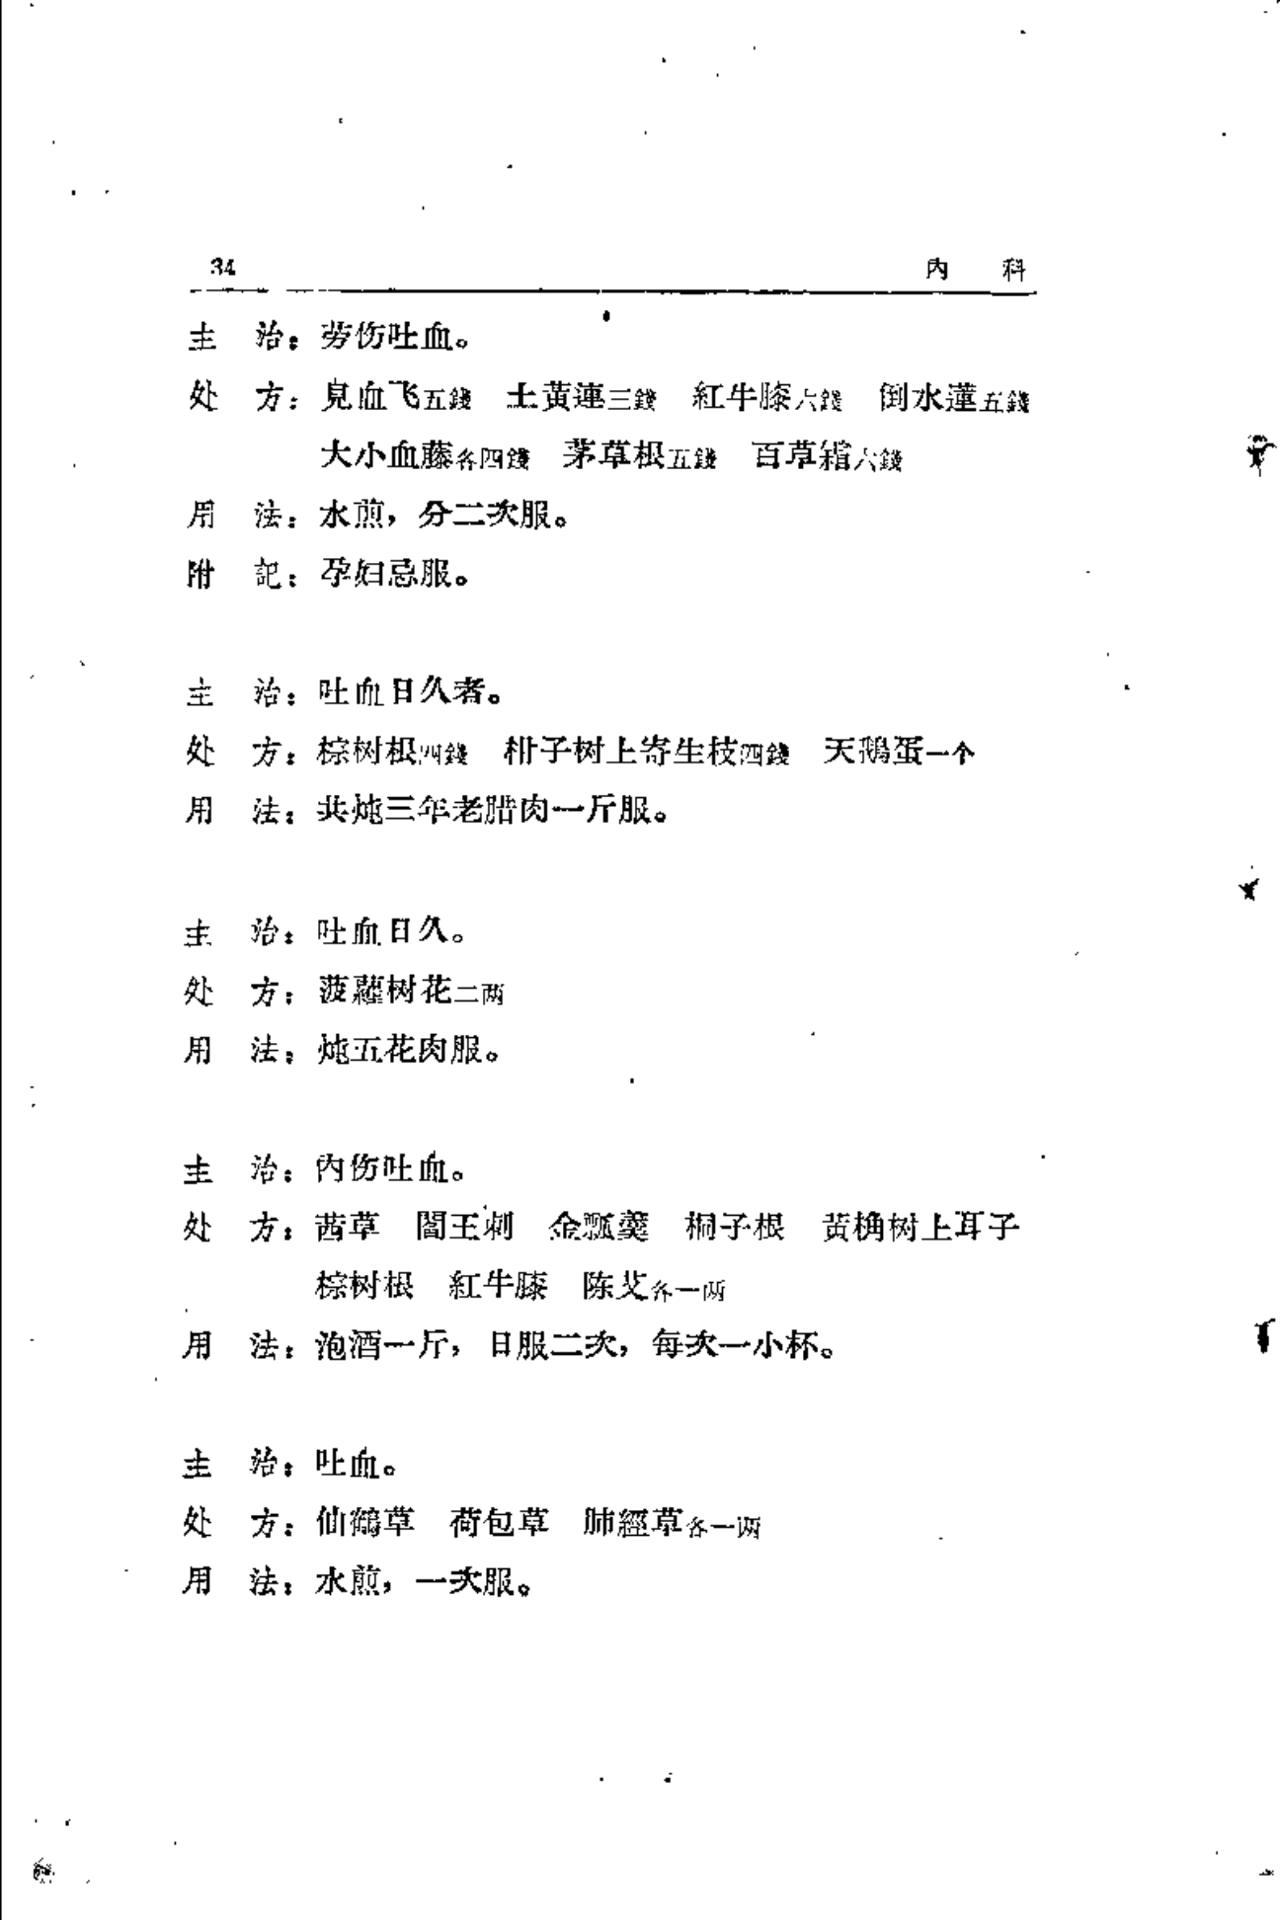 34 内 科
主 治：劳伤吐血。
处 方：見血飞五錢 土黄連三錢 紅牛膝六錢 倒水蓮五錢
大小血藤各四錢 茅草根五錢 百草霜六錢
用 法：水煎，分二次服。
附 記：孕妇忌服。
主 治：吐血日久者。
处 方：棕树根四錢 柑子树上寄生枝四錢 天鵝蛋一个
用 法：共炖三年老腊肉一斤服。
主 治：吐血日久。
处 方：菠蘿树花二两
用 法：炖五花肉服。
主 治：内伤吐血。
处 方：茜草 閻王刺 金瓢羹 桐子根 黄桷树上耳子
棕树根 紅牛膝 陈艾各一两
用 法：泡酒一斤，日服二次，每次一小杯。
主 治：吐血。
处 方：仙鶴草 荷包草 肺經草各一两
用 法：水煎，一次服。